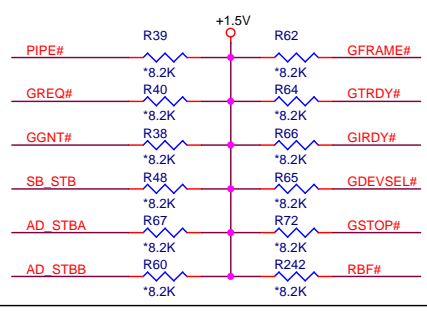 +1.5V
R39 R62
PIPE# GFRAME#
*8.2K *8.2K
R40 R64
GREQ# GTRDY#
*8.2K *8.2K
R38 R66
GGNT# GIRDY#
*8.2K *8.2K
R48 R65
SB_STB GDEVSEL#
*8.2K *8.2K
R67 R72
AD_STBA GSTOP#
*8.2K *8.2K
R60 R242
AD_STBB RBF#
*8.2K *8.2K